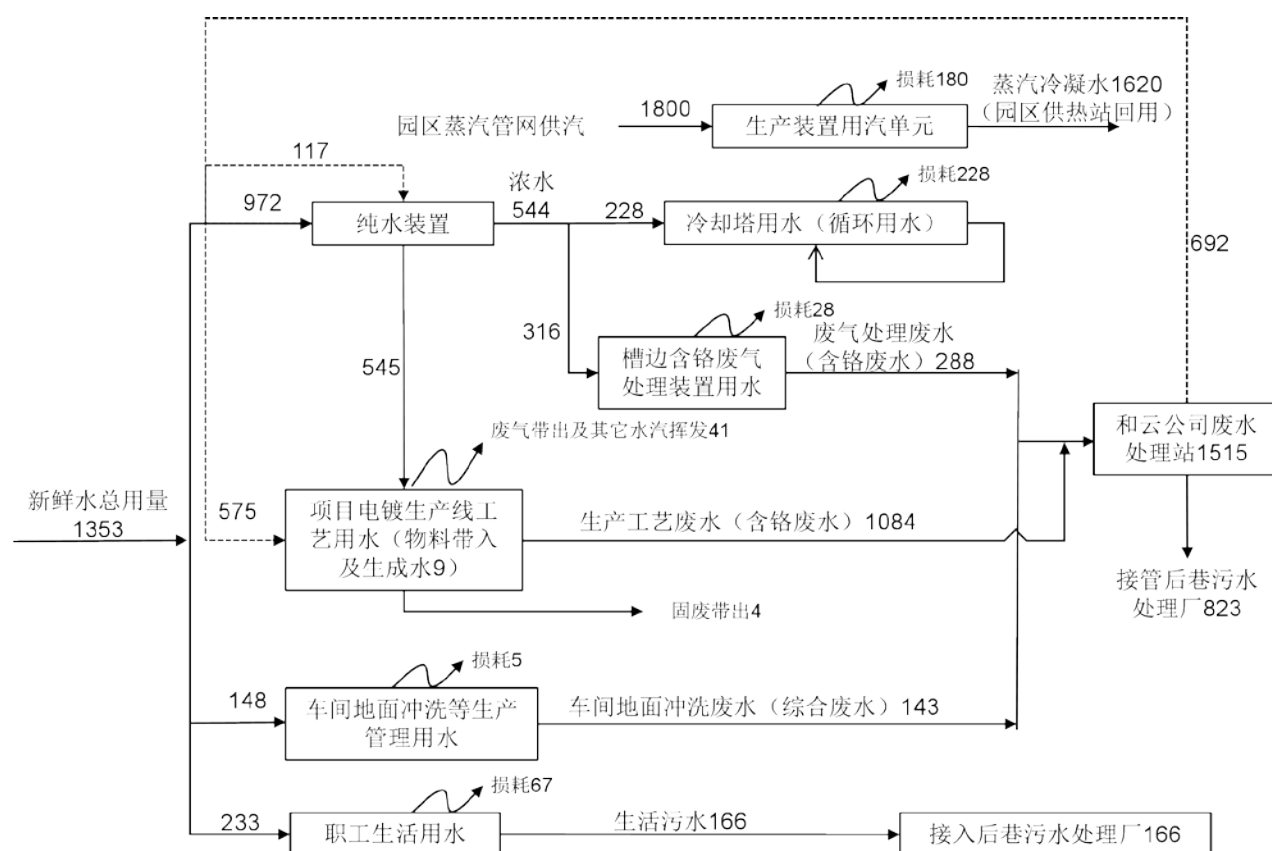 损耗180
蒸汽冷凝水1620
（园区供热站回用）
园区蒸汽管网供汽
1800
生产装置用汽单元
117
浓水
损耗228
972
纯水装置
544
228
冷却塔用水（循环用水）
692
损耗28
316
废气处理废水
（含铬废水）288
槽边含铬废气
处理装置用水
545
废气带出及其它水汽挥发41
和云公司废水
处理站1515
新鲜水总用量
1353
575
项目电镀生产线工
艺用水（物料带入
及生成水9）
生产工艺废水（含铬废水）1084
接管后巷污水
处理厂823
固废带出4
损耗5
148
车间地面冲洗等生产
管理用水
车间地面冲洗废水（综合废水）143
损耗67
233
职工生活用水
生活污水166
接入后巷污水处理厂166